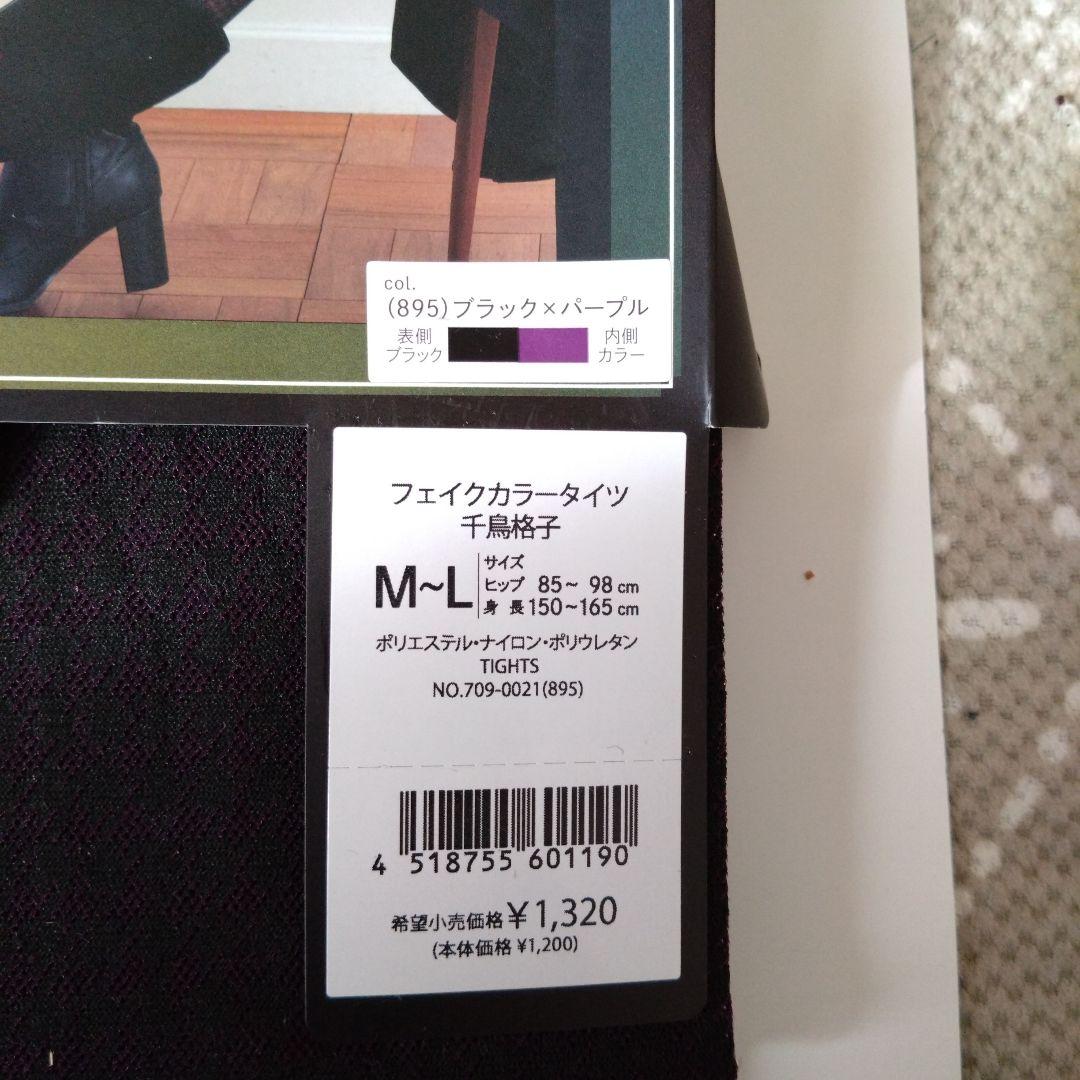 col.
(895)ブラック×パープル
表側 内側
ブラック カラー
フェイクカラータイツ
千鳥格子
M~L
サイズ
ヒップ 85~ 98 cm
身 長 150~165 cm
ポリエステル・ナイロン・ポリウレタン
TIGHTS
NO.709-0021(895)
4 518755 601190
希望小売価格 ¥1,320
(本体価格 ¥1,200)